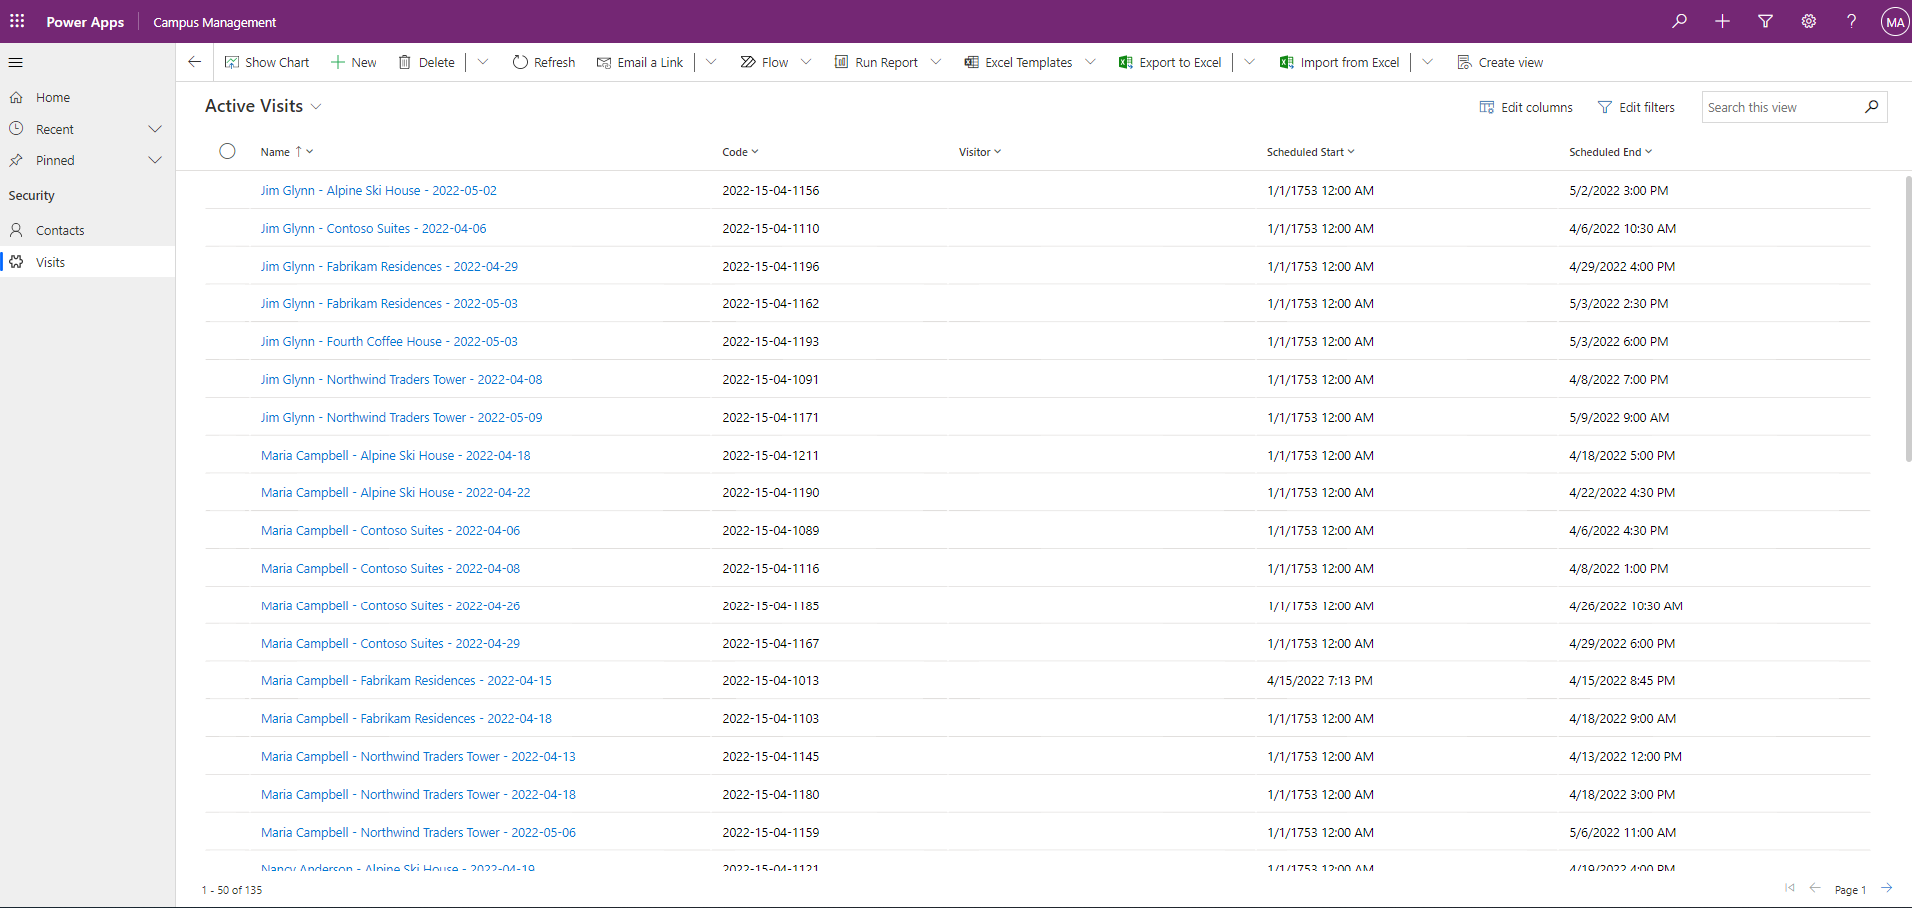 Power Apps Campus Management MA
Show Chart New Delete Refresh Email a Link Flow Run Report Excel Templates Export to Excel Import from Excel Create view
Home
Recent
Pinned
Security
Contacts
Visits
Active Visits Edit columns Edit filters Search this view
Name Code Visitor Scheduled Start Scheduled End
Jim Glynn - Alpine Ski House - 2022-05-02 2022-15-04-1156 1/1/1753 12:00 AM 5/2/2022 3:00 PM
Jim Glynn - Contoso Suites - 2022-04-06 2022-15-04-1110 1/1/1753 12:00 AM 4/6/2022 10:30 AM
Jim Glynn - Fabrikam Residences - 2022-04-29 2022-15-04-1196 1/1/1753 12:00 AM 4/29/2022 4:00 PM
Jim Glynn - Fabrikam Residences - 2022-05-03 2022-15-04-1162 1/1/1753 12:00 AM 5/3/2022 2:30 PM
Jim Glynn - Fourth Coffee House - 2022-05-03 2022-15-04-1193 1/1/1753 12:00 AM 5/3/2022 6:00 PM
Jim Glynn - Northwind Traders Tower - 2022-04-08 2022-15-04-1091 1/1/1753 12:00 AM 4/8/2022 7:00 PM
Jim Glynn - Northwind Traders Tower - 2022-05-09 2022-15-04-1171 1/1/1753 12:00 AM 5/9/2022 9:00 AM
Maria Campbell - Alpine Ski House - 2022-04-18 2022-15-04-1211 1/1/1753 12:00 AM 4/18/2022 5:00 PM
Maria Campbell - Alpine Ski House - 2022-04-22 2022-15-04-1190 1/1/1753 12:00 AM 4/22/2022 4:30 PM
Maria Campbell - Contoso Suites - 2022-04-06 2022-15-04-1089 1/1/1753 12:00 AM 4/6/2022 4:30 PM
Maria Campbell - Contoso Suites - 2022-04-08 2022-15-04-1116 1/1/1753 12:00 AM 4/8/2022 1:00 PM
Maria Campbell - Contoso Suites - 2022-04-26 2022-15-04-1185 1/1/1753 12:00 AM 4/26/2022 10:30 AM
Maria Campbell - Contoso Suites - 2022-04-29 2022-15-04-1167 1/1/1753 12:00 AM 4/29/2022 6:00 PM
Maria Campbell - Fabrikam Residences - 2022-04-15 2022-15-04-1013 4/15/2022 7:13 PM 4/15/2022 8:45 PM
Maria Campbell - Fabrikam Residences - 2022-04-18 2022-15-04-1103 1/1/1753 12:00 AM 4/18/2022 9:00 AM
Maria Campbell - Northwind Traders Tower - 2022-04-13 2022-15-04-1145 1/1/1753 12:00 AM 4/13/2022 12:00 PM
Maria Campbell - Northwind Traders Tower - 2022-04-18 2022-15-04-1180 1/1/1753 12:00 AM 4/18/2022 3:00 PM
Maria Campbell - Northwind Traders Tower - 2022-05-06 2022-15-04-1159 1/1/1753 12:00 AM 5/6/2022 11:00 AM
Nancy Anderson - Alpine Ski House - 2022-04-19 2022-15-04-1121 1/1/1753 12:00 AM 4/19/2022 4:00 PM
1 - 50 of 135 Page 1